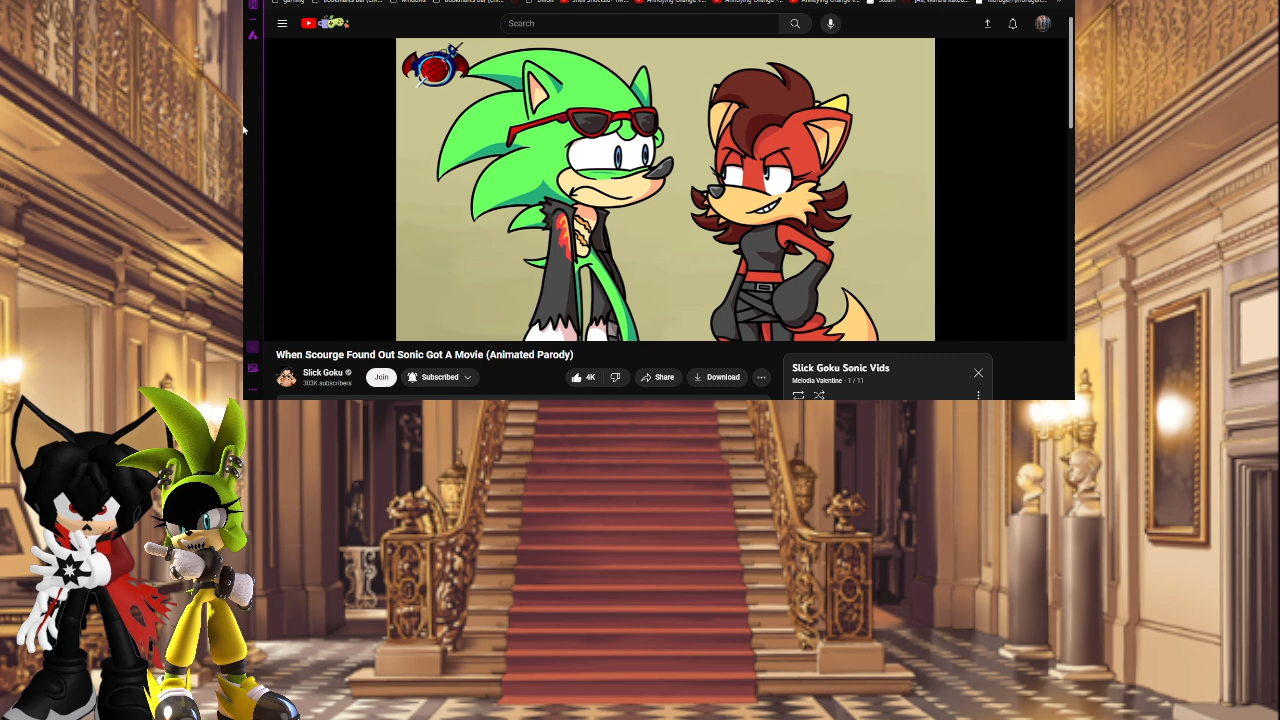 Search
When Scourge Found Out Sonic Got A Movie (Animated Parody)
Slick Goku
303K subscribers
Join
Subscribed
4K
Share
Download
Slick Goku Sonic Vids
Melodia Valentine - 1 / 11